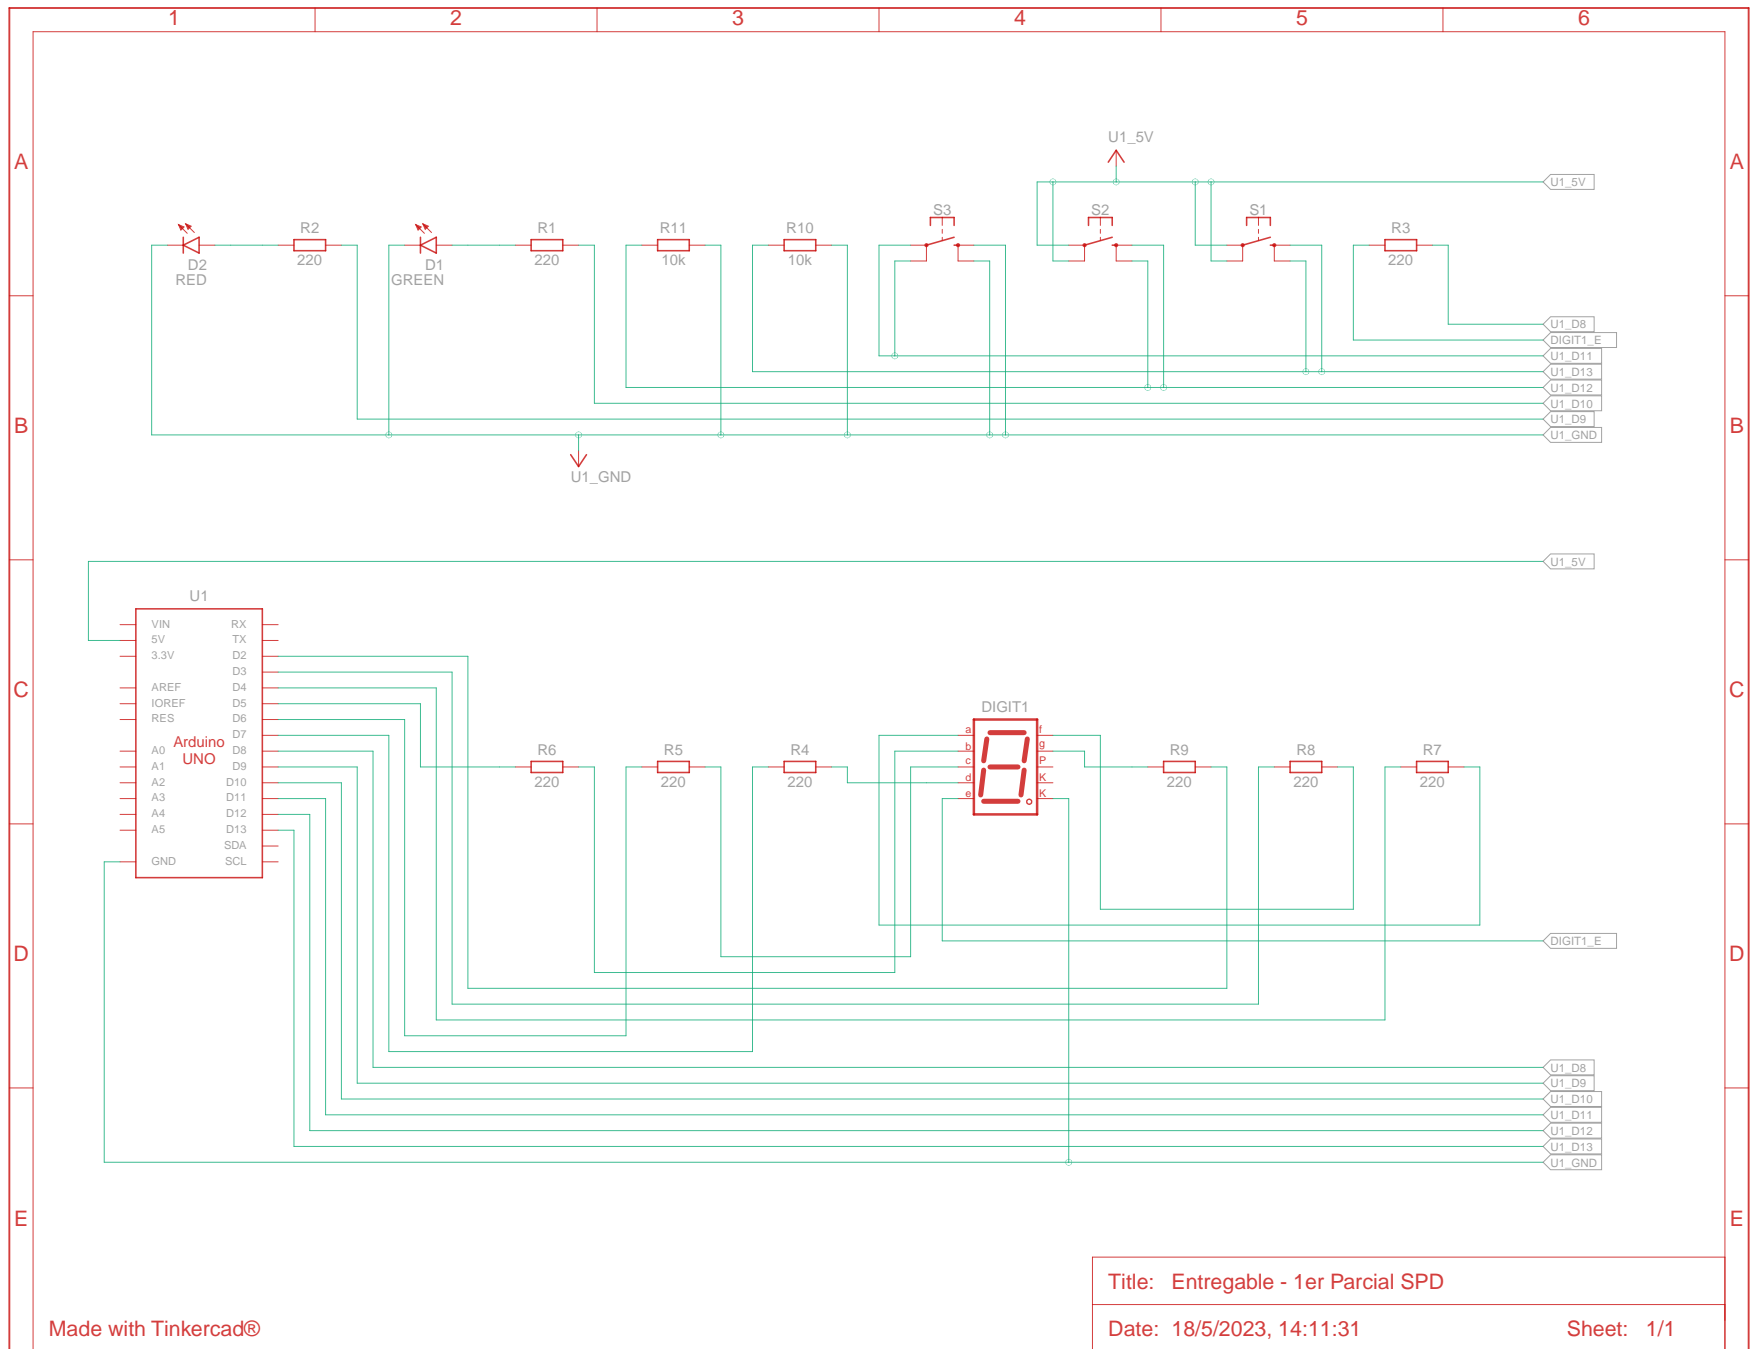 1 2 3 4 5 6
A A
U1_5V
U1_5V
D2
RED
R2
220
D1
GREEN
R1
220
R11
10k
R10
10k
S3
S2
S1
R3
220
U1_D8
DIGIT1_E
U1_D11
U1_D13
U1_D12
U1_D10
U1_D9
U1_GND
B B
U1_GND
U1_5V
U1
VIN RX
5V TX
3.3V D2
D3
AREF D4
IOREF D5
RES D6
D7
Arduino
UNO
A0 D8
A1 D9
A2 D10
A3 D11
A4 D12
A5 D13
SDA
GND SCL
C C
R6
220
R5
220
R4
220
DIGIT1
a f
b g
c P
d K
e K
R9
220
R8
220
R7
220
D D
DIGIT1_E
U1_D8
U1_D9
U1_D10
U1_D11
U1_D12
U1_D13
U1_GND
E E
Title: Entregable - 1er Parcial SPD
Made with Tinkercad®
Date: 18/5/2023, 14:11:31 Sheet: 1/1